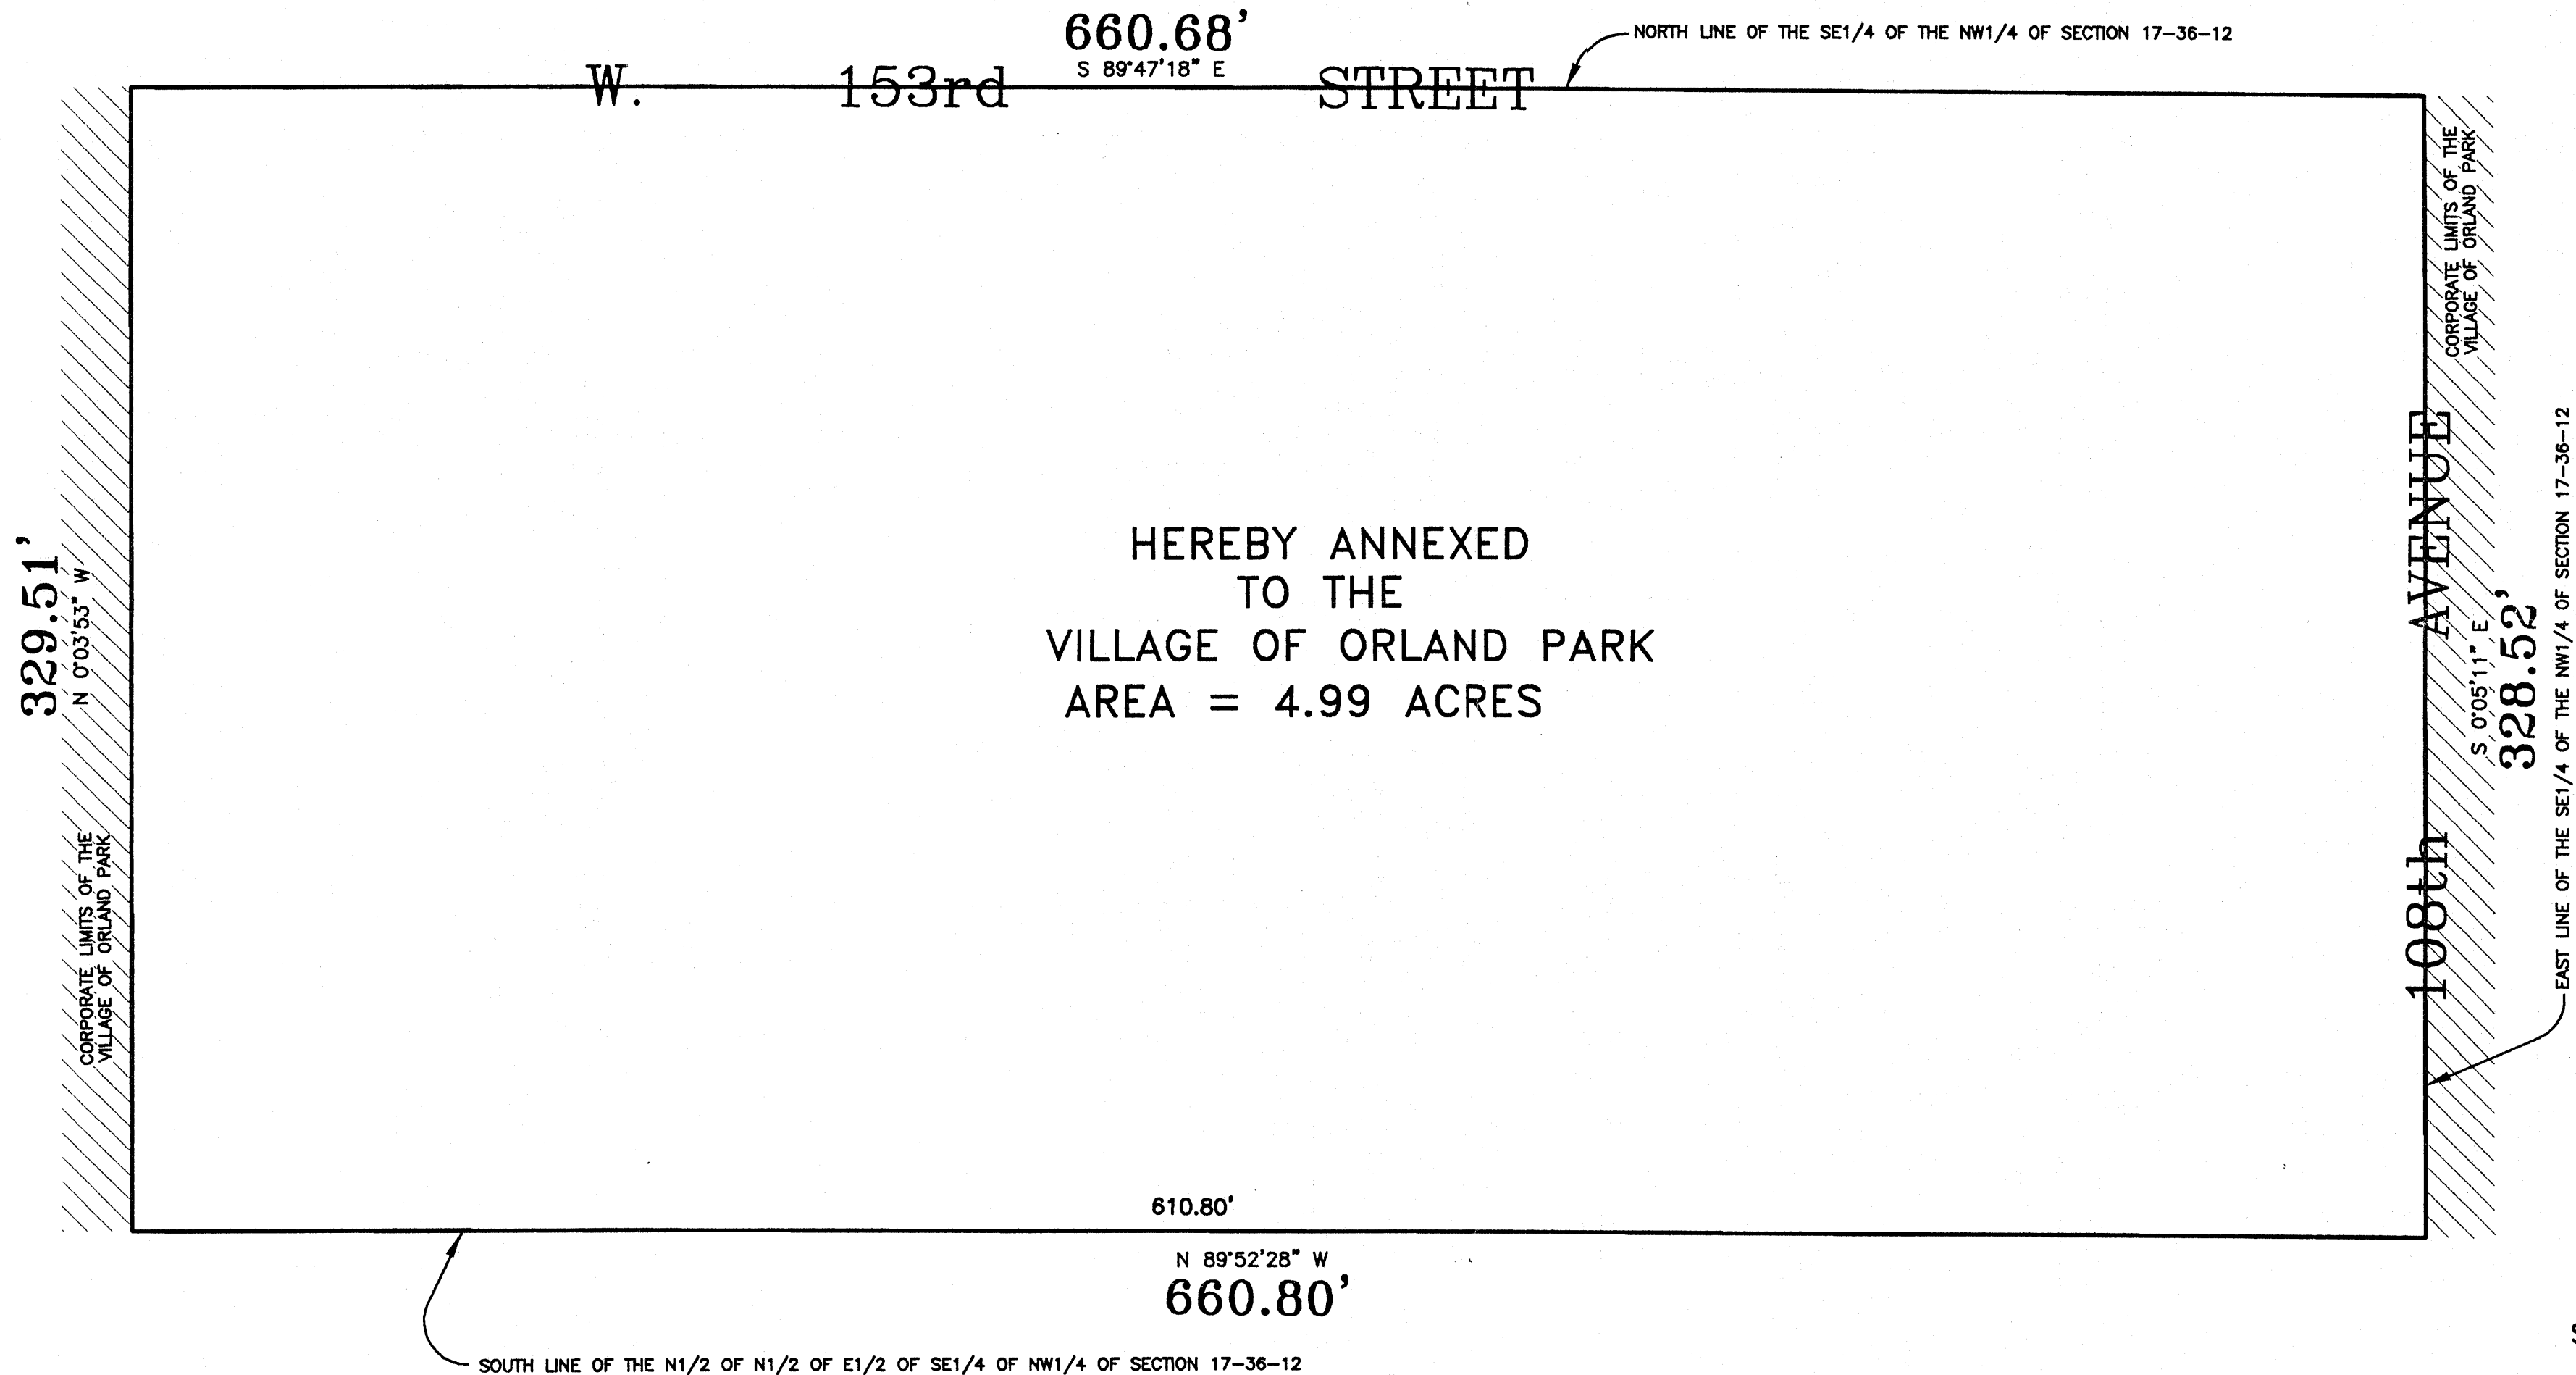 660.68'
S 89°47'18" E
NORTH LINE OF THE SE1/4 OF THE NW1/4 OF SECTION 17-36-12
W. 153rd STREET
CORPORATE LIMITS OF THE
VILLAGE OF ORLAND PARK
329.51'
N 0°03'53" W
CORPORATE LIMITS OF THE
VILLAGE OF ORLAND PARK
HEREBY ANNEXED
TO THE
VILLAGE OF ORLAND PARK
AREA = 4.99 ACRES
108th AVENUE
S 0°05'11" E
328.52'
EAST LINE OF THE SE1/4 OF THE NW1/4 OF SECTION 17-36-12
610.80'
N 89°52'28" W
660.80'
SOUTH LINE OF THE N1/2 OF N1/2 OF E1/2 OF SE1/4 OF NW1/4 OF SECTION 17-36-12